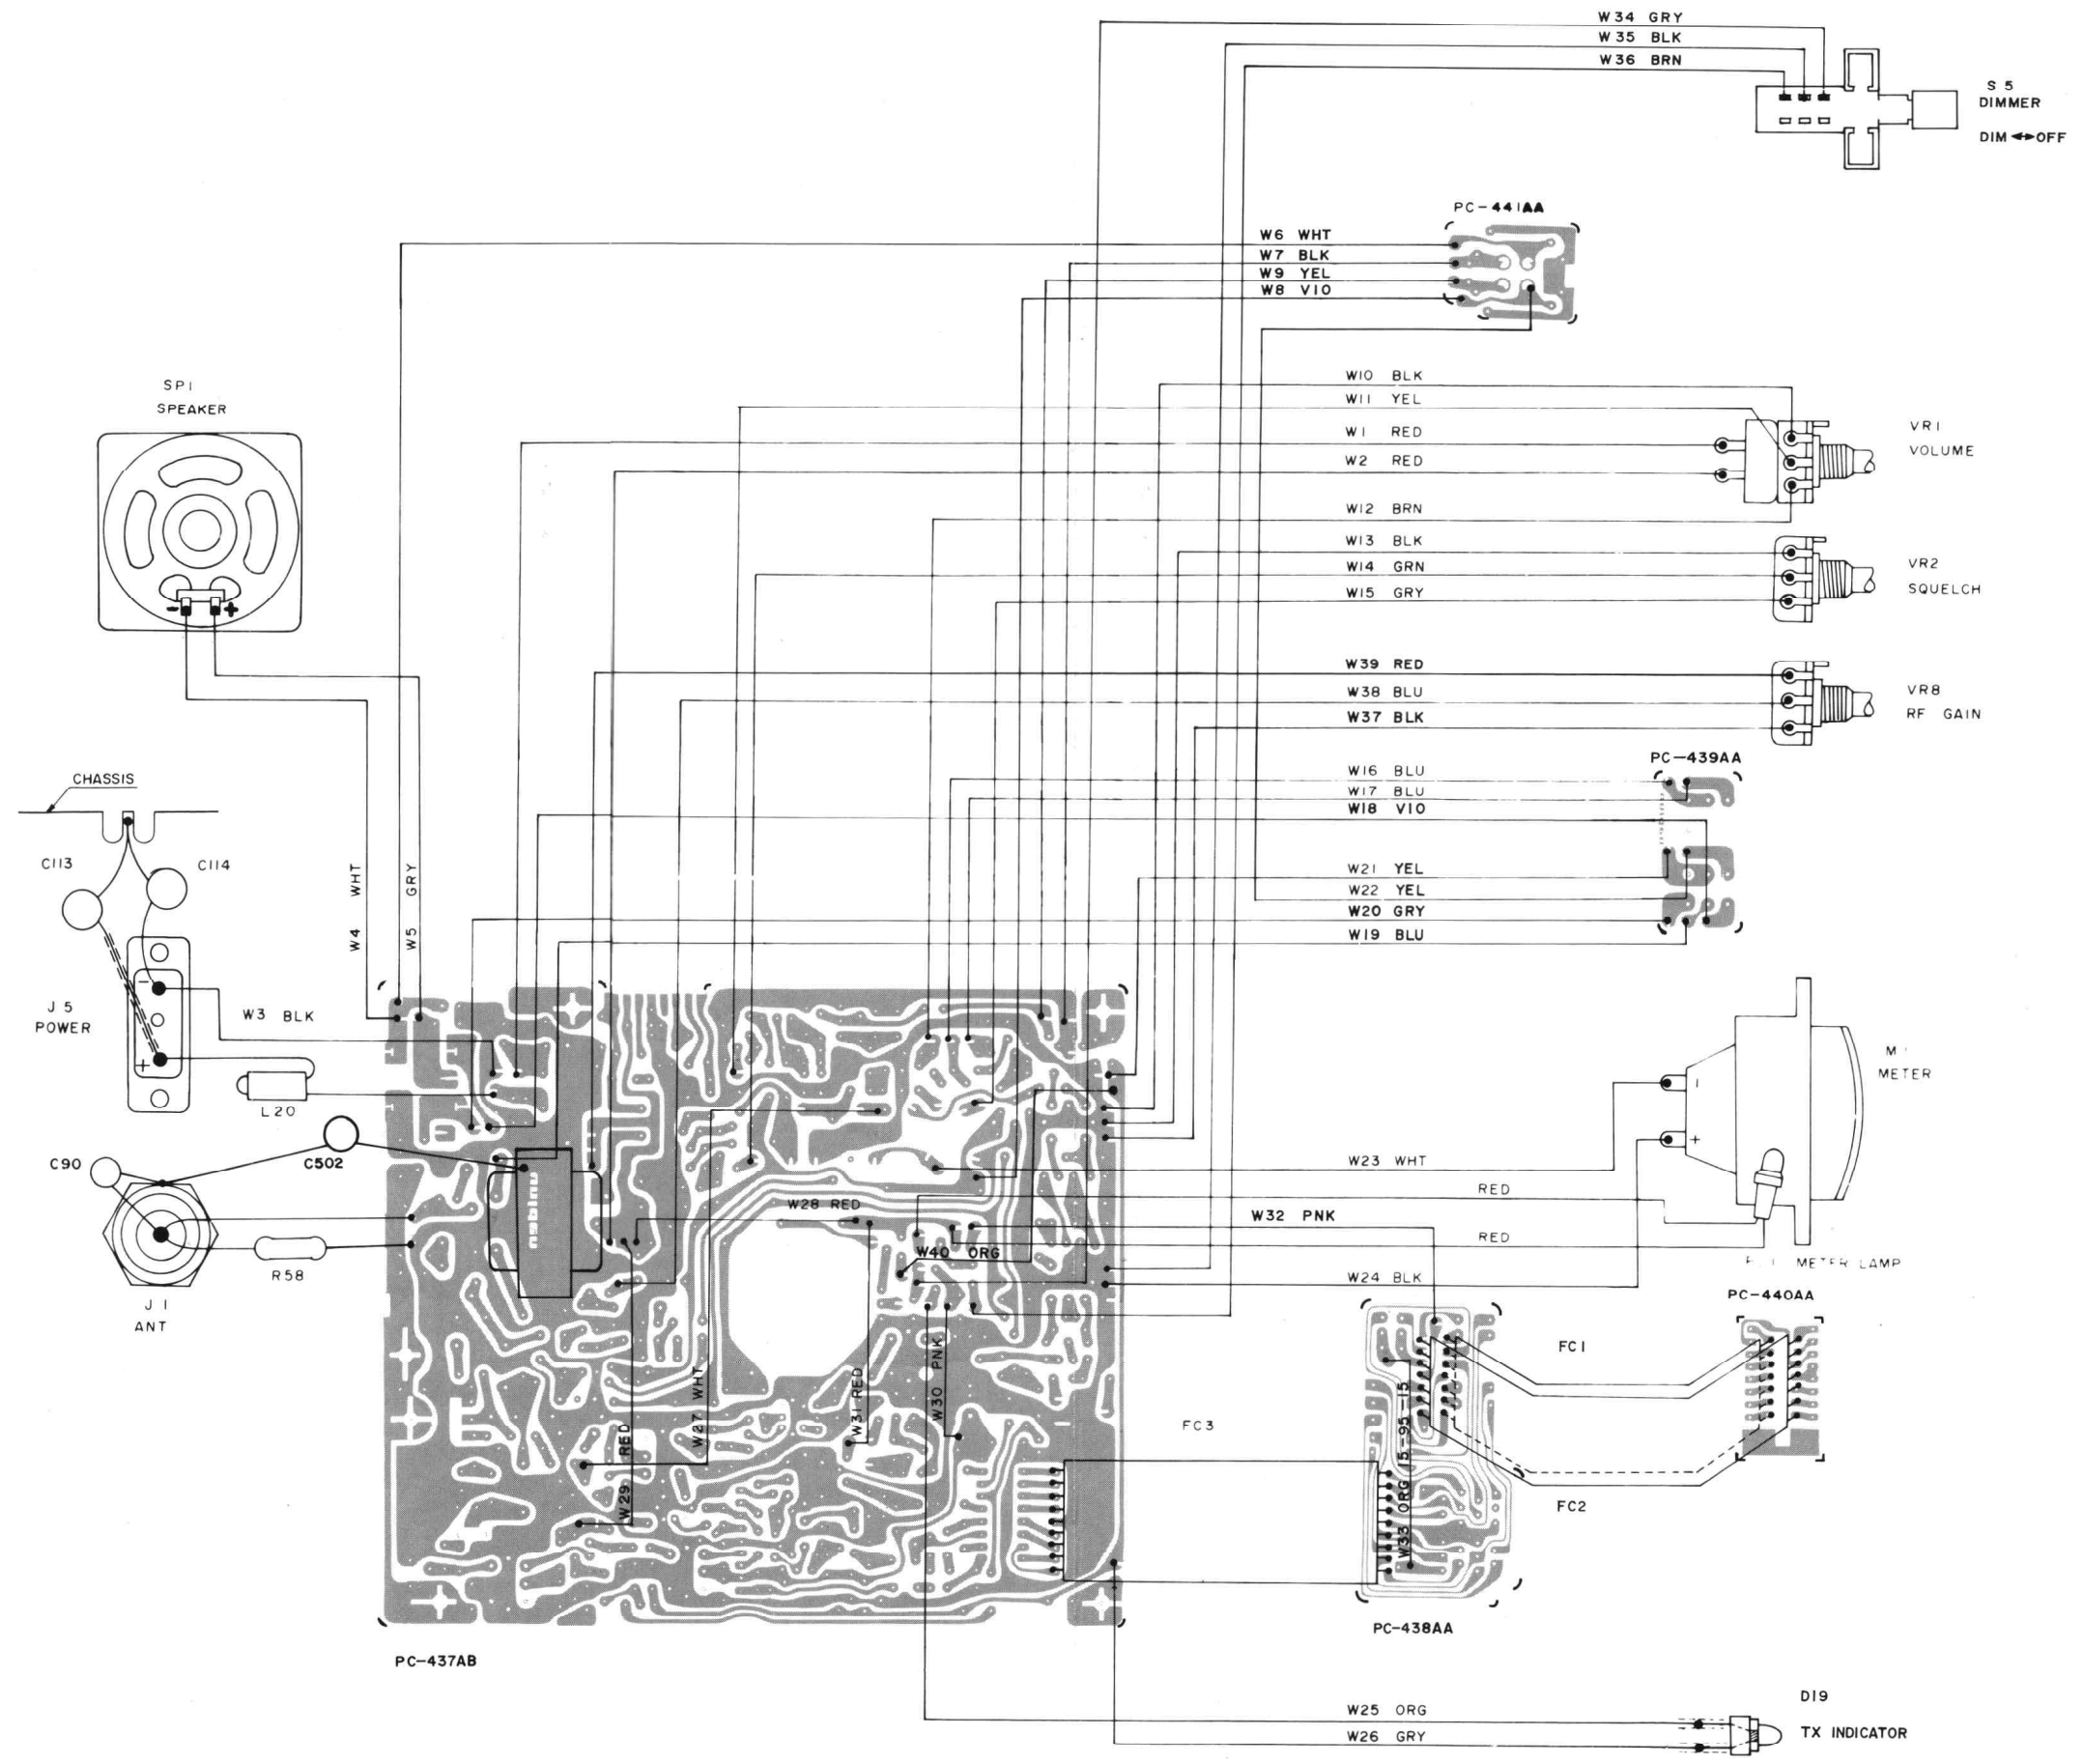 W34 GRY
W35 BLK
W36 BRN
S 5
DIMMER
DIM ◄►OFF
PC-441AA
W6 WHT
W7 BLK
W9 YEL
W8 VIO
W10 BLK
W11 YEL
W1 RED
W2 RED
W12 BRN
VR1
VOLUME
SP1
SPEAKER
- +
W13 BLK
W14 GRN
W15 GRY
VR2
SQUELCH
W39 RED
W38 BLU
W37 BLK
VR8
RF GAIN
PC-439AA
W16 BLU
W17 BLU
W18 VIO
W21 YEL
W22 YEL
W20 GRY
W19 BLU
CHASSIS
C113
C114
W4 WHT
W5 GRY
J5
POWER
-
+
W3 BLK
L20
C90
C502
R58
J1
ANT
uniden
M
METER
-
+
W23 WHT
RED
W28 RED
W32 PNK
RED
W40 ORG
W24 BLK
METER LAMP
PC-440AA
FC1
FC2
FC3
W27 WHT
W29 RED
W31 RED
W30 PNK
W33 ORG 15-95-15
PC-438AA
PC-437AB
W25 ORG
W26 GRY
D19
TX INDICATOR